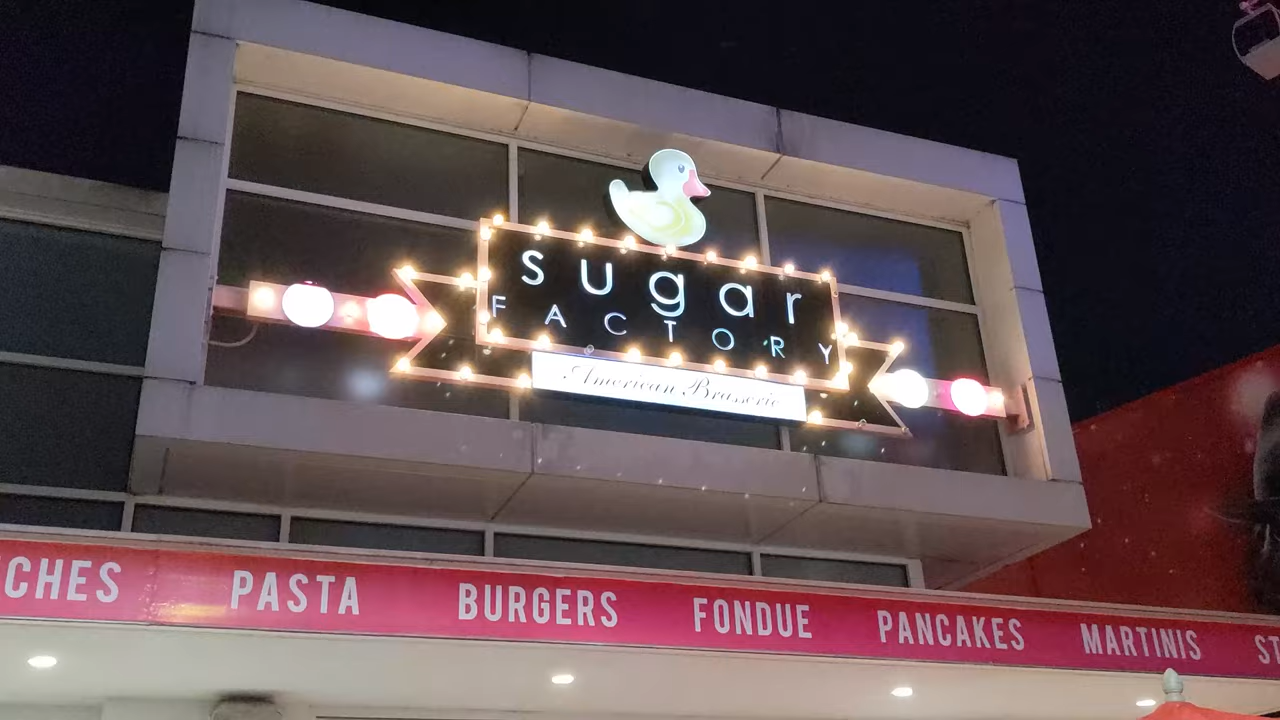 sugar
FACTORY
American Brasserie
PASTA BURGERS FONDUE PANCAKES MARTINIS